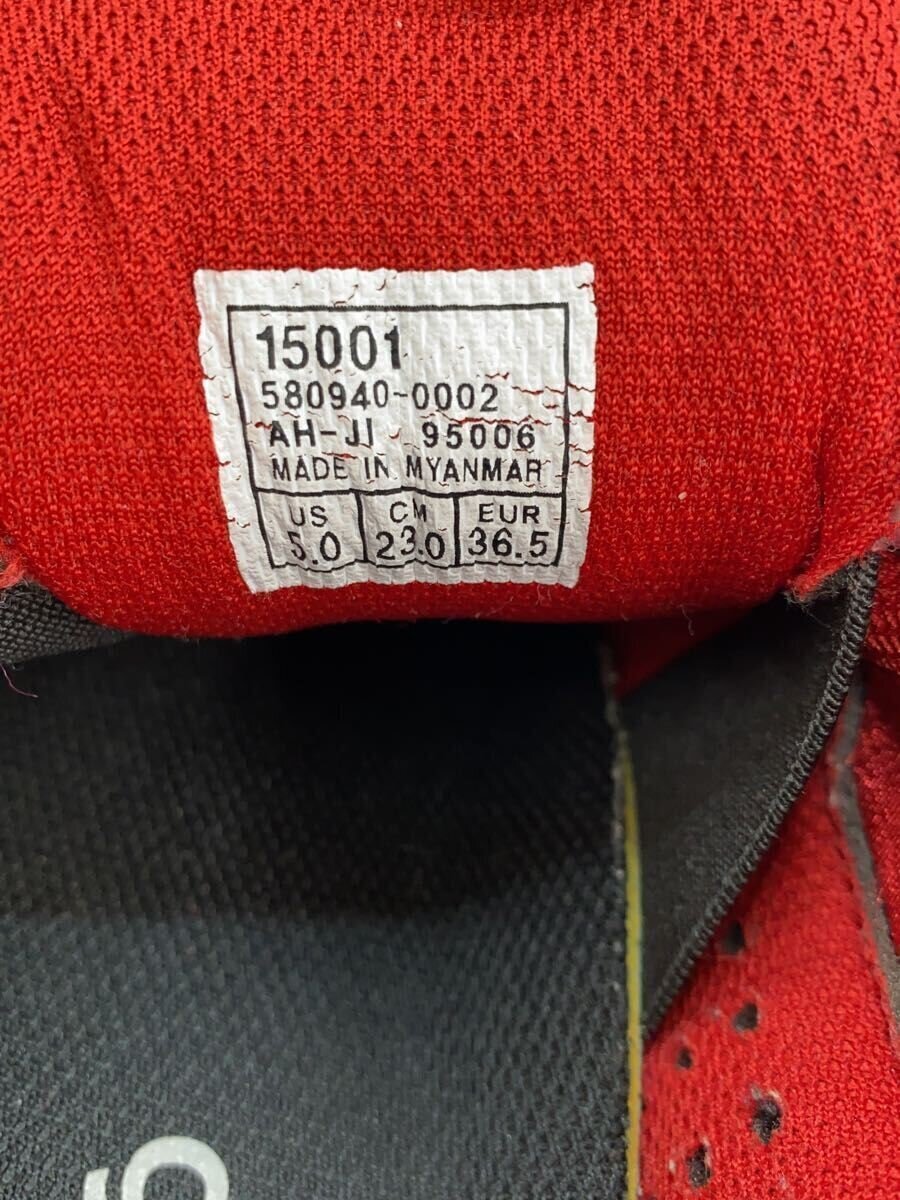 15001
580940-0002
AH-JI 95006
MADE IN MYANMAR
US CM EUR
5.0 23.0 36.5